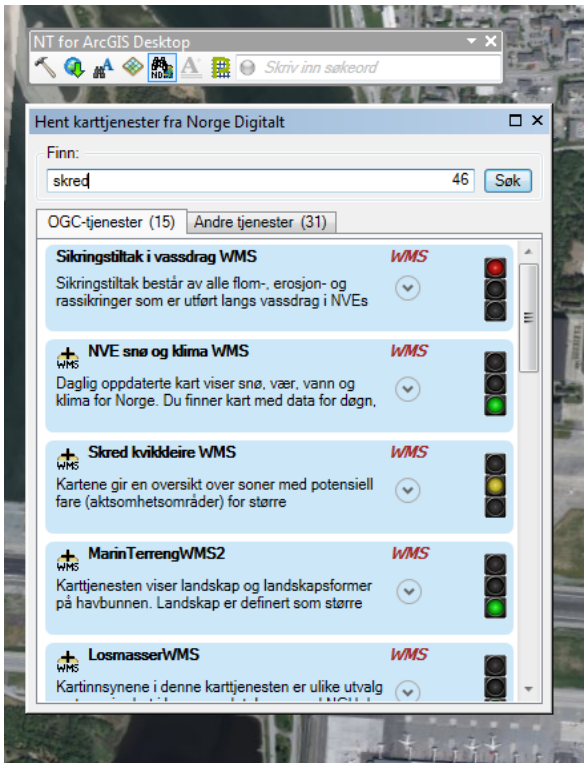 NT for ArcGIS Desktop
ND
Skriv inn søkeord
Hent karttjenester fra Norge Digitalt
Finn:
skred 46 Søk
OGC-tjenester (15) Andre tjenester (31)
Sikringstiltak i vassdrag WMS WMS
Sikringstiltak består av alle flom-, erosjon- og
rassikringer som er utført langs vassdrag i NVEs
WMS NVE snø og klima WMS WMS
Daglig oppdaterte kart viser snø, vær, vann og
klima for Norge. Du finner kart med data for døgn,
WMS Skred kvikkleire WMS WMS
Kartene gir en oversikt over soner med potensiell
fare (aktsomhetsområder) for større
WMS MarinTerrengWMS2 WMS
Karttjenesten viser landskap og landskapsformer
på havbunnen. Landskap er definert som større
WMS LosmasserWMS WMS
Kartinnsynene i denne karttjenesten er ulike utvalg